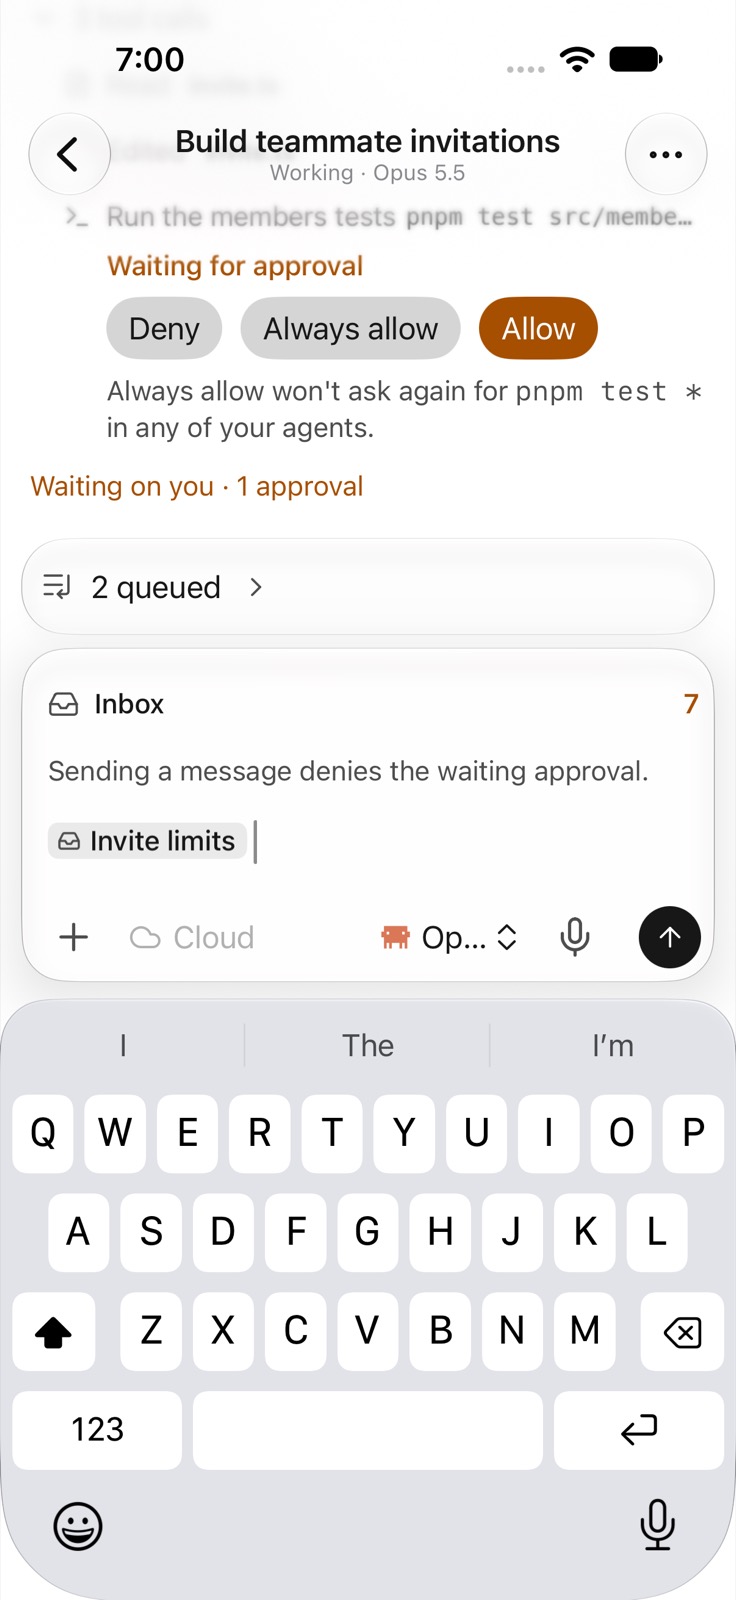 7:00
Build teammate invitations
Working · Opus 5.5
Run the members tests pnpm test src/membe…
Waiting for approval
Deny
Always allow
Allow
Always allow won't ask again for pnpm test *
in any of your agents.
Waiting on you · 1 approval
2 queued
Inbox
7
Sending a message denies the waiting approval.
Invite limits
Cloud
Op...
I
The
I'm
Q W E R T Y U I O P
A S D F G H J K L
Z X C V B N M
123